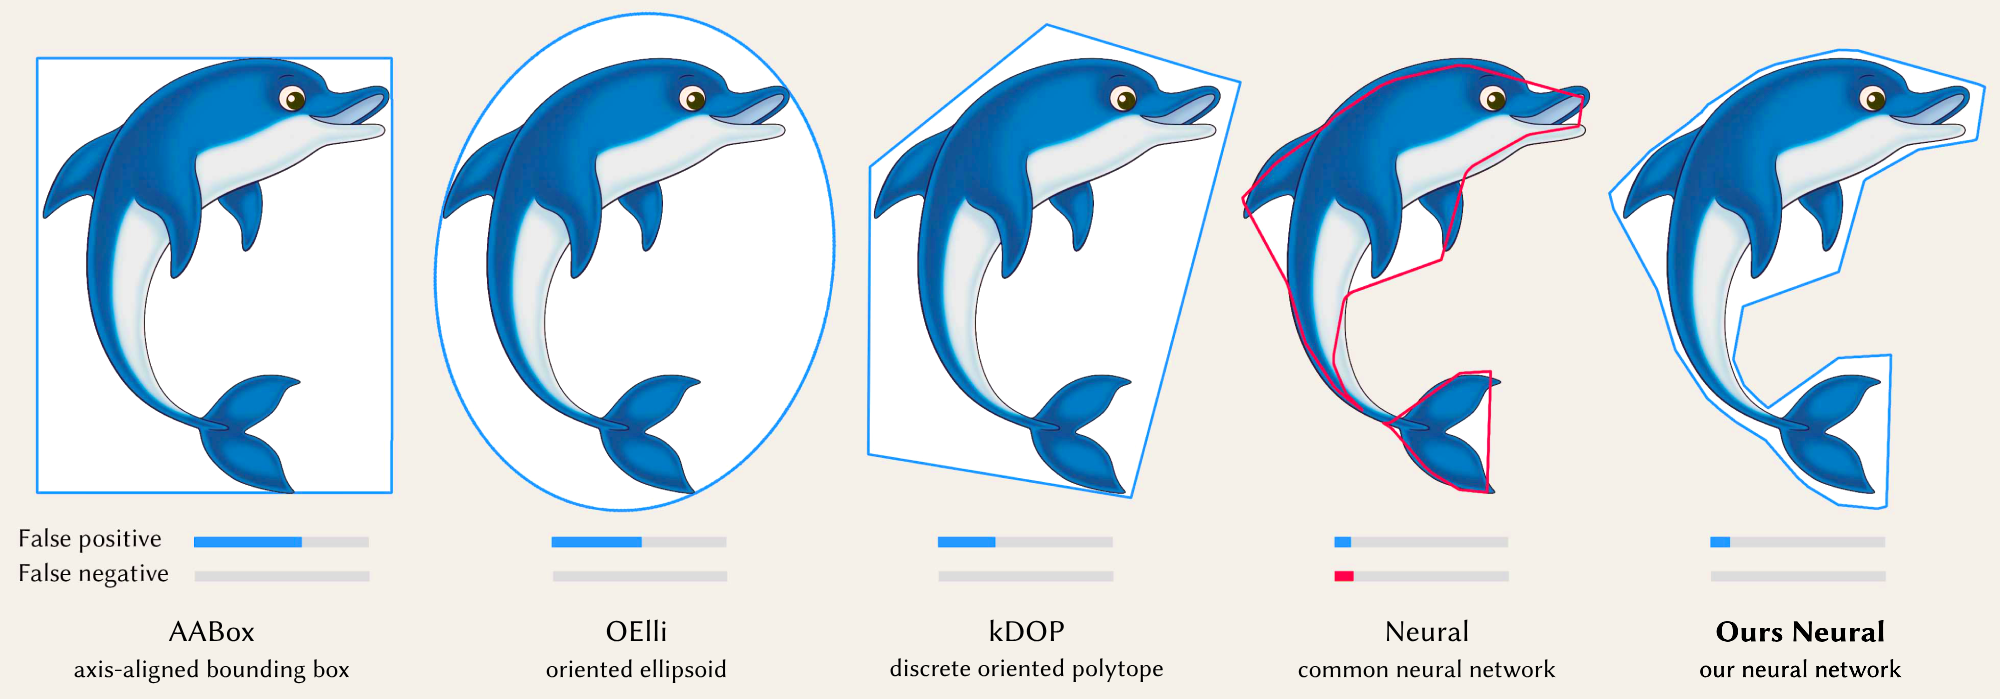 False positive
False negative
AABox
axis-aligned bounding box
OElli
oriented ellipsoid
kDOP
discrete oriented polytope
Neural
common neural network
Ours Neural
our neural network